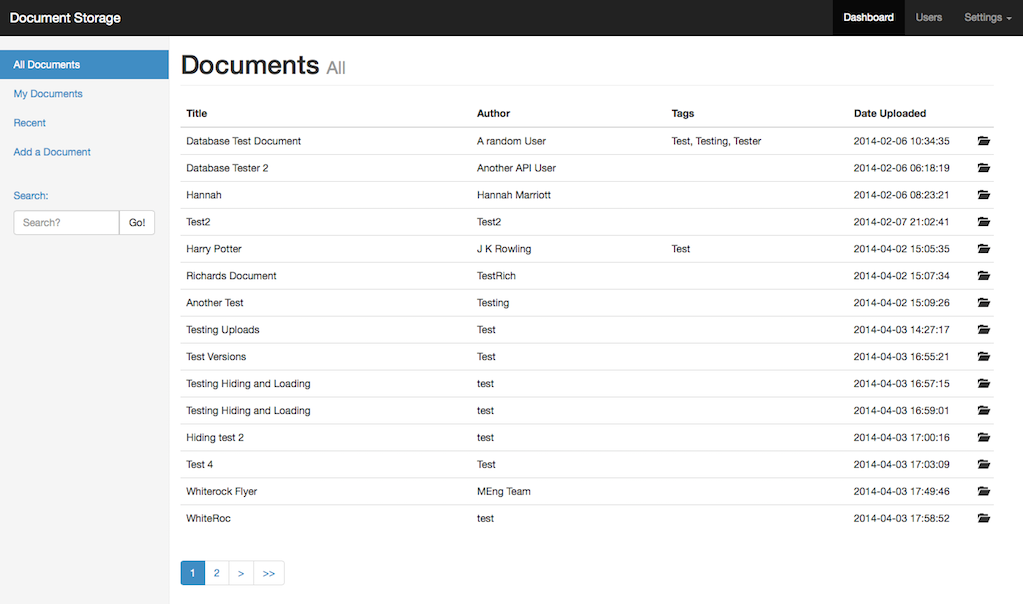 Document Storage Dashboard Users Settings
All Documents
My Documents
Recent
Add a Document
Search:
Search? Go!
Documents All
Title Author Tags Date Uploaded
Database Test Document A random User Test, Testing, Tester 2014-02-06 10:34:35
Database Tester 2 Another API User 2014-02-06 06:18:19
Hannah Hannah Marriott 2014-02-06 08:23:21
Test2 Test2 2014-02-07 21:02:41
Harry Potter J K Rowling Test 2014-04-02 15:05:35
Richards Document TestRich 2014-04-02 15:07:34
Another Test Testing 2014-04-02 15:09:26
Testing Uploads Test 2014-04-03 14:27:17
Test Versions Test 2014-04-03 16:55:21
Testing Hiding and Loading test 2014-04-03 16:57:15
Testing Hiding and Loading test 2014-04-03 16:59:01
Hiding test 2 test 2014-04-03 17:00:16
Test 4 Test 2014-04-03 17:03:09
Whiterock Flyer MEng Team 2014-04-03 17:49:46
WhiteRoc test 2014-04-03 17:58:52
1 2 > >>